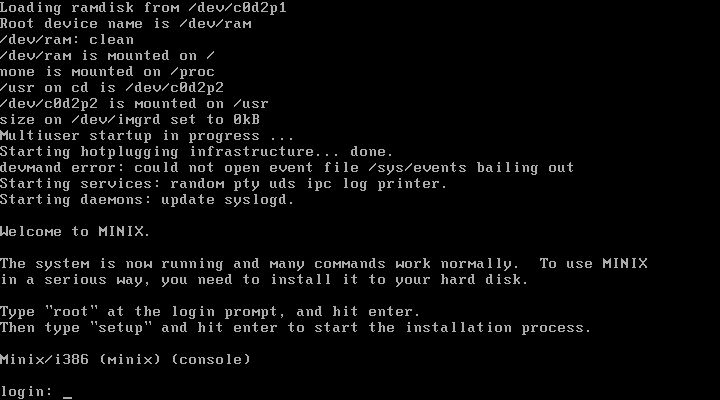 Loading ramdisk from /dev/c0d2p1
Root device name is /dev/ram
/dev/ram: clean
/dev/ram is mounted on /
none is mounted on /proc
/usr on cd is /dev/c0d2p2
/dev/c0d2p2 is mounted on /usr
size on /dev/imgrd set to 0kB
Multiuser startup in progress ...
Starting hotplugging infrastructure... done.
devmand error: could not open event file /sys/events bailing out
Starting services: random pty uds ipc log printer.
Starting daemons: update syslogd.

Welcome to MINIX.

The system is now running and many commands work normally.  To use MINIX
in a serious way, you need to install it to your hard disk.

Type "root" at the login prompt, and hit enter.
Then type "setup" and hit enter to start the installation process.

Minix/i386 (minix) (console)

login: _